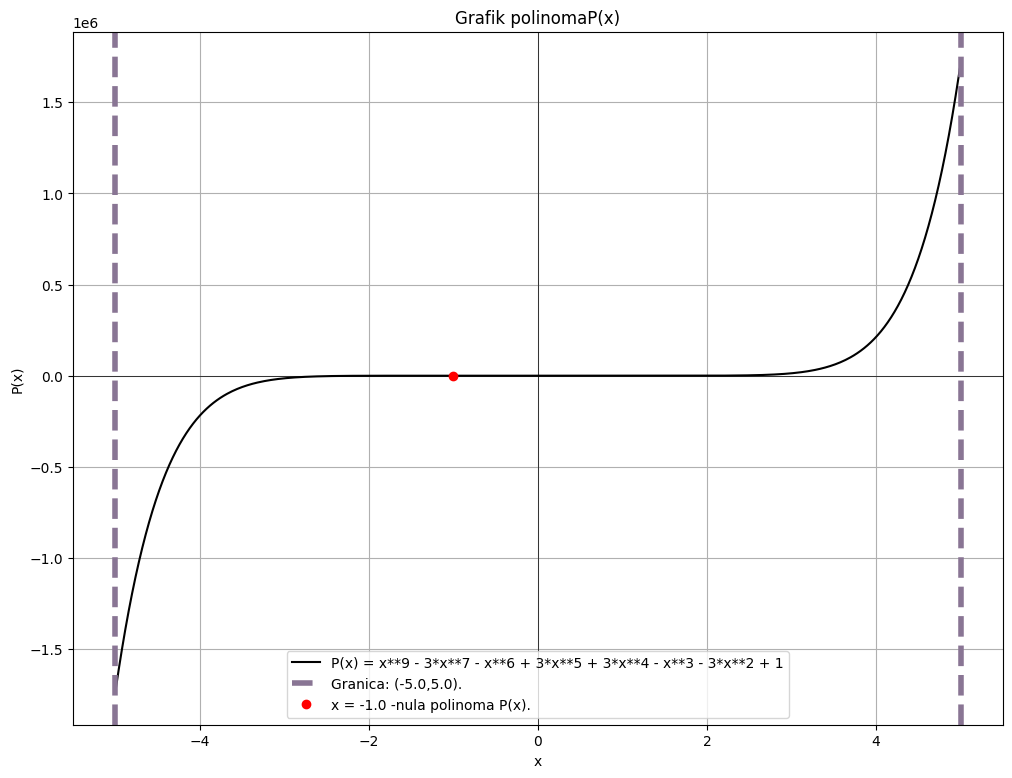 Grafik polinomaP(x)
1e6
1.5
1.0
0.5
0.0
−0.5
−1.0
−1.5
P(x)
P(x) = x**9 - 3*x**7 - x**6 + 3*x**5 + 3*x**4 - x**3 - 3*x**2 + 1
Granica: (-5.0,5.0).
x = -1.0 -nula polinoma P(x).
−4 −2 0 2 4
x